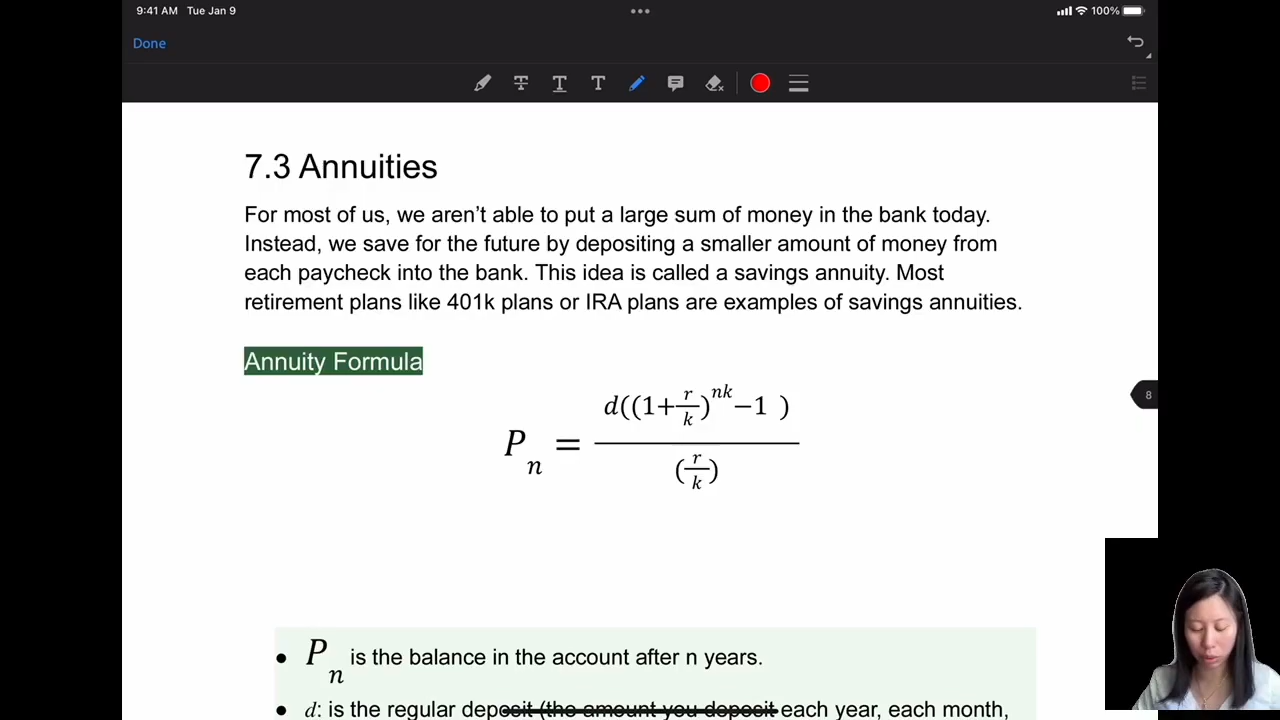 9:41 AM Tue Jan 9
100%
Done
7.3 Annuities
For most of us, we aren't able to put a large sum of money in the bank today.
Instead, we save for the future by depositing a smaller amount of money from
each paycheck into the bank. This idea is called a savings annuity. Most
retirement plans like 401k plans or IRA plans are examples of savings annuities.
Annuity Formula
P_n = d((1+r/k)^nk−1 ) / (r/k)
8
● P_n is the balance in the account after n years.
● d: is the regular deposit (the amount you deposit each year, each month,